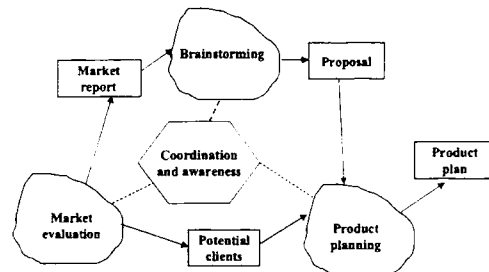 Brainstorming
Market
report
Proposal
Coordination
and awareness
Product
plan
Market
evaluation
Potential
clients
Product
planning